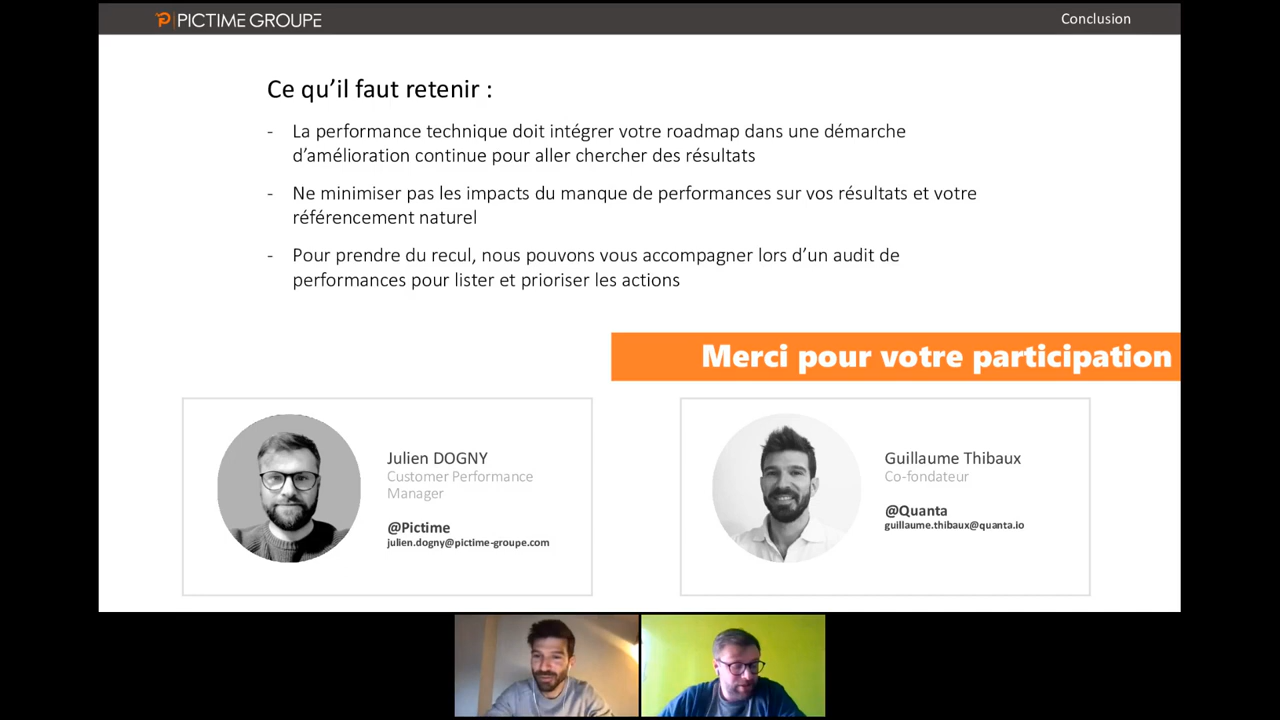 PICTIME GROUPE
Conclusion
Ce qu’il faut retenir :
- La performance technique doit intégrer votre roadmap dans une démarche
d’amélioration continue pour aller chercher des résultats
- Ne minimiser pas les impacts du manque de performances sur vos résultats et votre
référencement naturel
- Pour prendre du recul, nous pouvons vous accompagner lors d’un audit de
performances pour lister et prioriser les actions
Merci pour votre participation
Julien DOGNY
Customer Performance
Manager
@Pictime
julien.dogny@pictime-groupe.com
Guillaume Thibaux
Co-fondateur
@Quanta
guillaume.thibaux@quanta.io